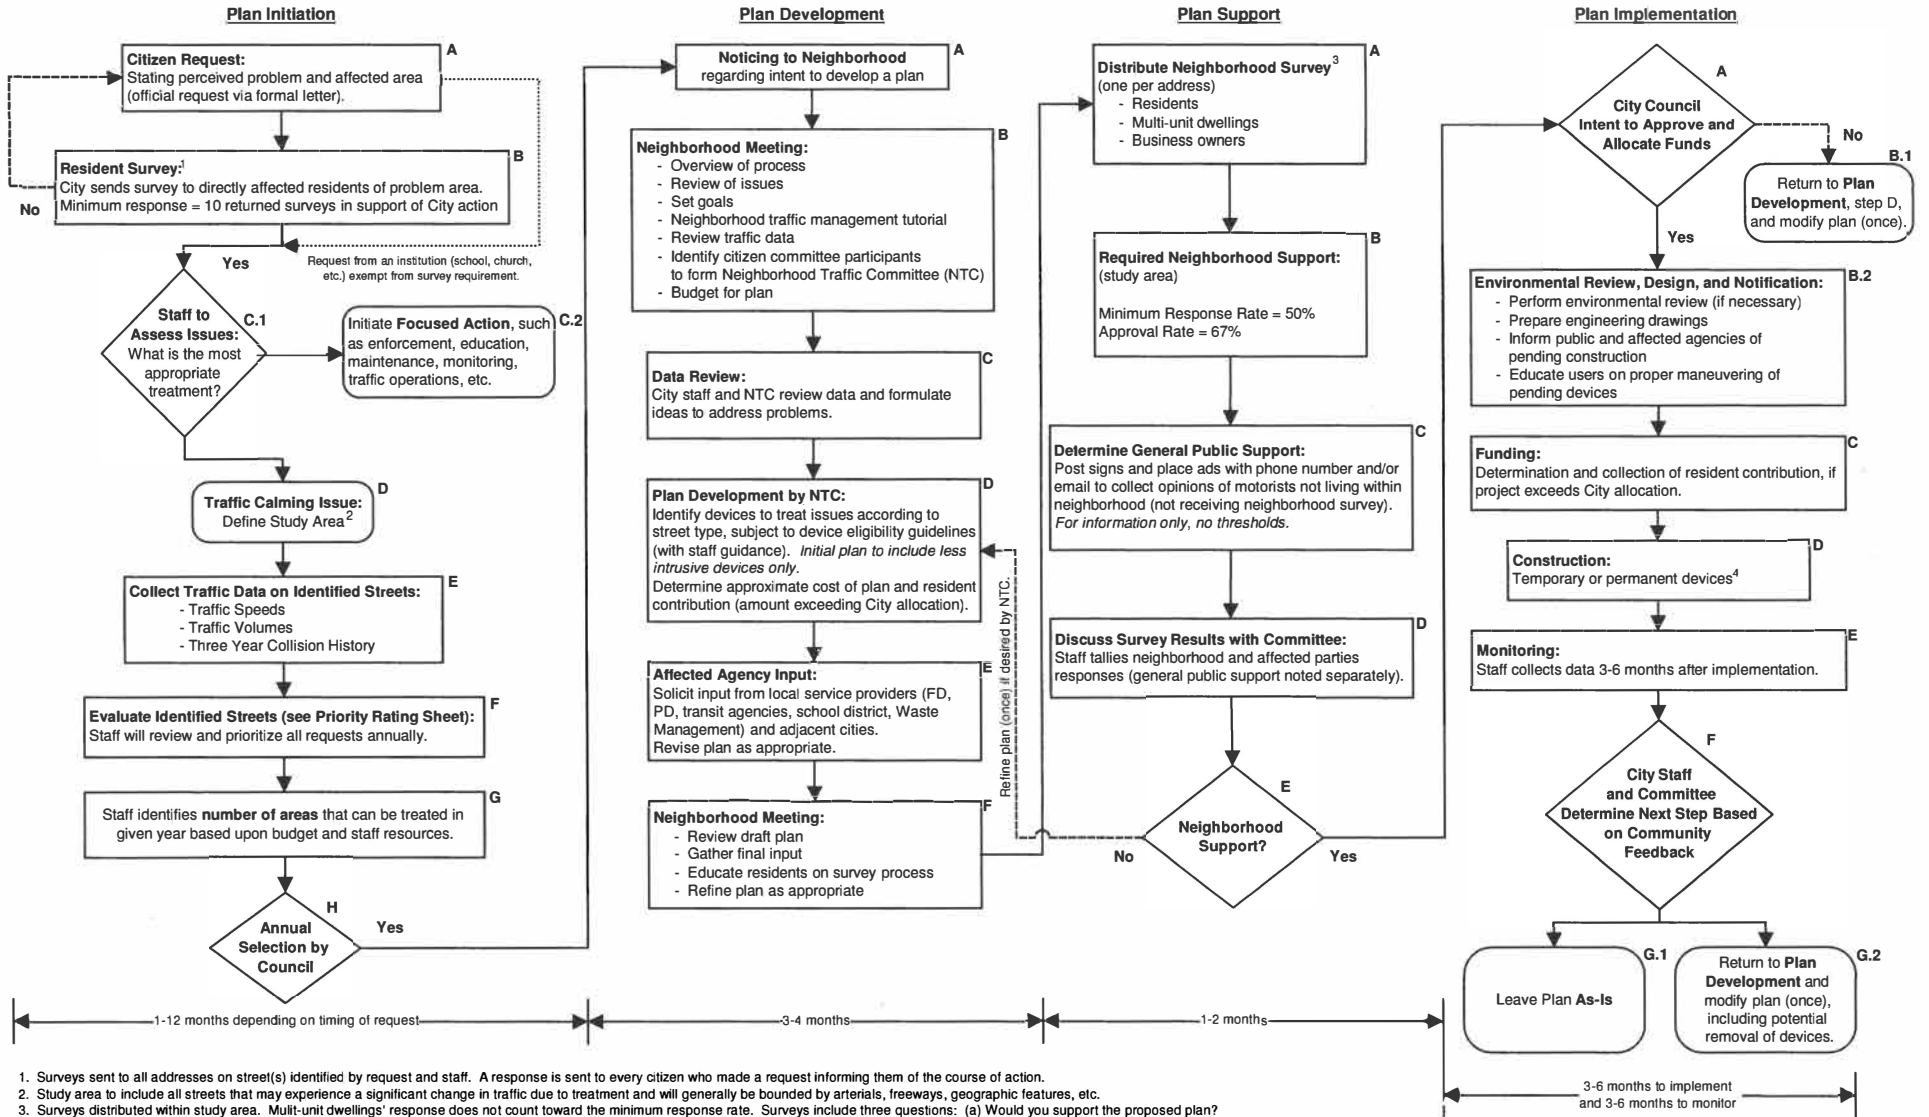 Plan Initiation
Citizen Request:
Stating perceived problem and affected area
(official request via formal letter).
A
Resident Survey:1
City sends survey to directly affected residents of problem area.
Minimum response = 10 returned surveys in support of City action
B
No
Yes
Request from an institution (school, church,
etc.) exempt from survey requirement.
Staff to
Assess Issues:
What is the most
appropriate
treatment?
C.1
Initiate Focused Action, such
as enforcement, education,
maintenance, monitoring,
traffic operations, etc.
C.2
Traffic Calming Issue:
Define Study Area2
D
Collect Traffic Data on Identified Streets:
- Traffic Speeds
- Traffic Volumes
- Three Year Collision History
E
Evaluate Identified Streets (see Priority Rating Sheet):
Staff will review and prioritize all requests annually.
F
Staff identifies number of areas that can be treated in
given year based upon budget and staff resources.
G
Annual
Selection by
Council
H
Yes
1-12 months depending on timing of request
Plan Development
Noticing to Neighborhood
regarding intent to develop a plan
A
Neighborhood Meeting:
- Overview of process
- Review of issues
- Set goals
- Neighborhood traffic management tutorial
- Review traffic data
- Identify citizen committee participants
to form Neighborhood Traffic Committee (NTC)
- Budget for plan
B
Data Review:
City staff and NTC review data and formulate
ideas to address problems.
C
Plan Development by NTC:
Identify devices to treat issues according to
street type, subject to device eligibility guidelines
(with staff guidance). Initial plan to include less
intrusive devices only.
Determine approximate cost of plan and resident
contribution (amount exceeding City allocation).
D
Affected Agency Input:
Solicit input from local service providers (FD,
PD, transit agencies, school district, Waste
Management) and adjacent cities.
Revise plan as appropriate.
E
Neighborhood Meeting:
- Review draft plan
- Gather final input
- Educate residents on survey process
- Refine plan as appropriate
F
Refine plan (once) if desired by NTC.
3-4 months
Plan Support
Distribute Neighborhood Survey3
(one per address)
- Residents
- Multi-unit dwellings
- Business owners
A
Required Neighborhood Support:
(study area)
Minimum Response Rate = 50%
Approval Rate = 67%
B
Determine General Public Support:
Post signs and place ads with phone number and/or
email to collect opinions of motorists not living within
neighborhood (not receiving neighborhood survey).
For information only, no thresholds.
C
Discuss Survey Results with Committee:
Staff tallies neighborhood and affected parties
responses (general public support noted separately).
D
Neighborhood
Support?
E
No
Yes
1-2 months
Plan Implementation
City Council
Intent to Approve and
Allocate Funds
A
No
Return to Plan
Development, step D,
and modify plan (once).
B.1
Yes
Environmental Review, Design, and Notification:
- Perform environmental review (if necessary)
- Prepare engineering drawings
- Inform public and affected agencies of
pending construction
- Educate users on proper maneuvering of
pending devices
B.2
Funding:
Determination and collection of resident contribution, if
project exceeds City allocation.
C
Construction:
Temporary or permanent devices4
D
Monitoring:
Staff collects data 3-6 months after implementation.
E
City Staff
and Committee
Determine Next Step Based
on Community
Feedback
F
Leave Plan As-Is
G.1
Return to Plan
Development and
modify plan (once),
including potential
removal of devices.
G.2
3-6 months to implement
and 3-6 months to monitor
1. Surveys sent to all addresses on street(s) identified by request and staff. A response is sent to every citizen who made a request informing them of the course of action.
2. Study area to include all streets that may experience a significant change in traffic due to treatment and will generally be bounded by arterials, freeways, geographic features, etc.
3. Surveys distributed within study area. Mulit-unit dwellings' response does not count toward the minimum response rate. Surveys include three questions: (a) Would you support the proposed plan?